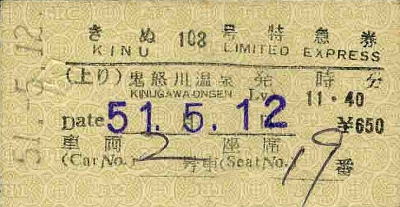 51.5.12
きぬ 103 号特急券
KINU LIMITED EXPRESS
(上り) 鬼怒川温泉 発 時 分
KINUGAWA-ONSEN Lv. 11.40
Date 51.5.12 ¥650
車両 座席
(Car No.) 2 号車 (Seat No.) 19 番